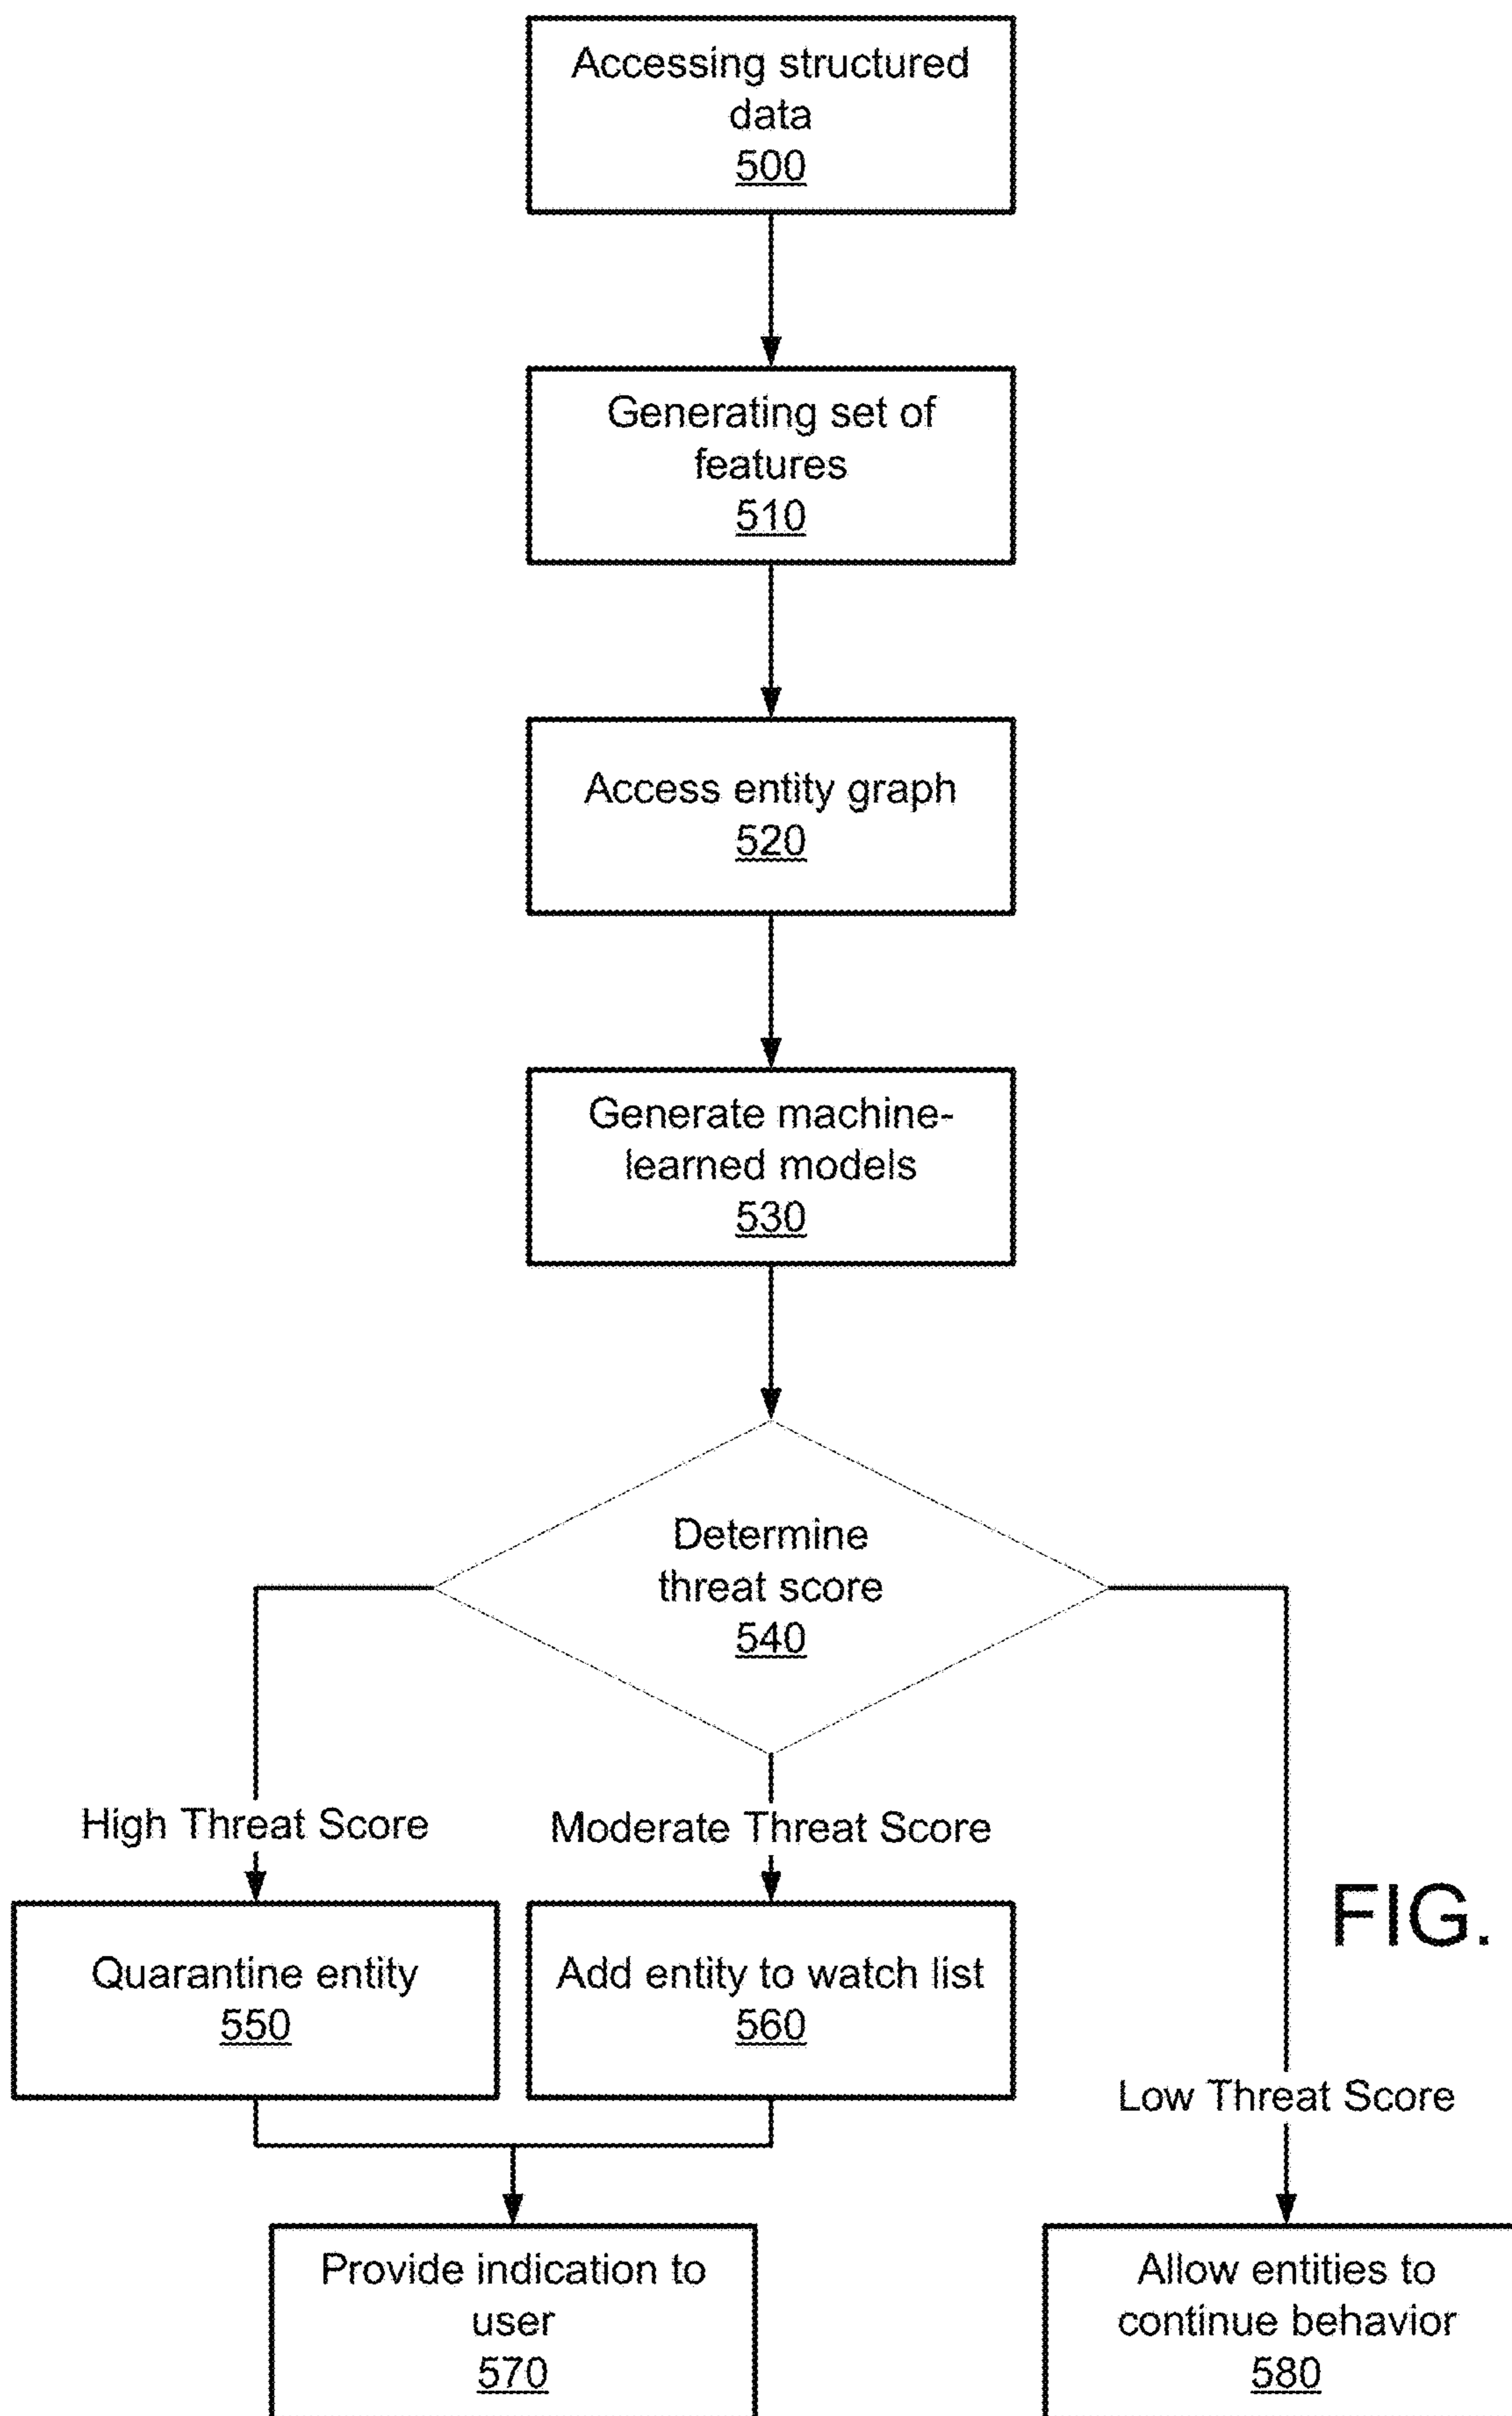 Accessing structured
data
500
Generating set of
features
510
Access entity graph
520
Generate machine-
learned models
530
Determine
threat score
540
High Threat Score
Moderate Threat Score
Quarantine entity
550
Add entity to watch list
560
FIG.
Low Threat Score
Provide indication to
user
570
Allow entities to
continue behavior
580